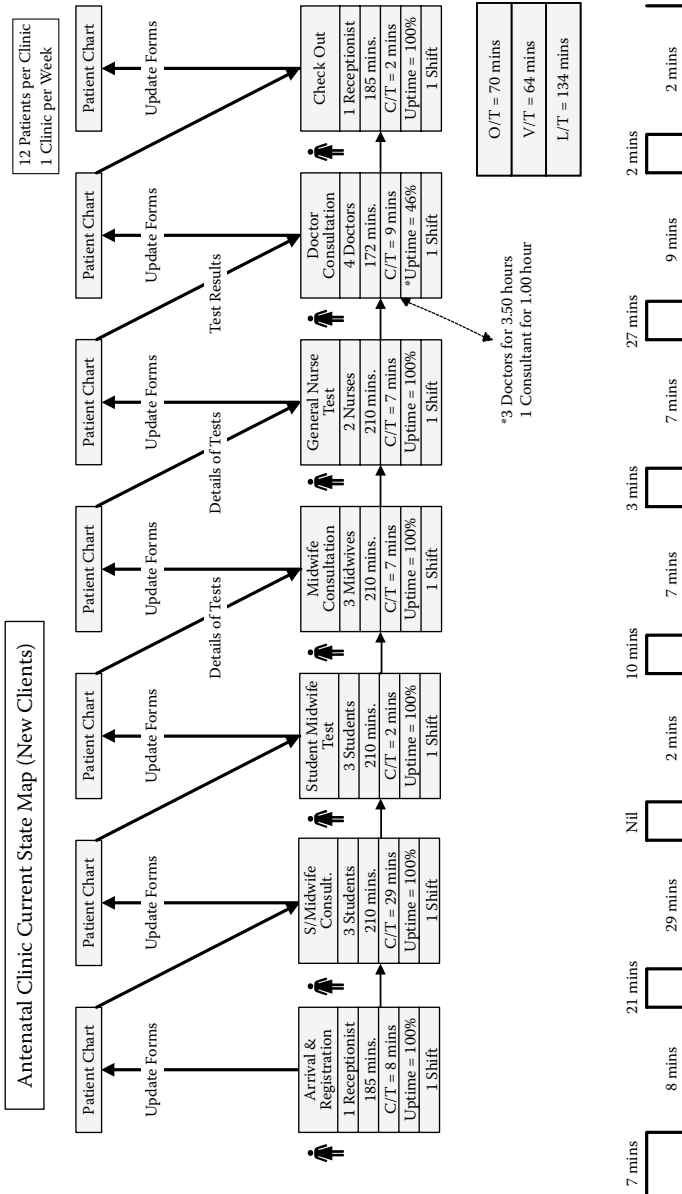 Antenatal Clinic Current State Map (New Clients)
12 Patients per Clinic
1 Clinic per Week
Patient Chart
Patient Chart
Patient Chart
Patient Chart
Patient Chart
Patient Chart
Patient Chart
Update Forms
Update Forms
Update Forms
Update Forms
Update Forms
Update Forms
Update Forms
Details of Tests
Details of Tests
Test Results
Arrival &
Registration
1 Receptionist
185 mins.
C/T = 8 mins
Uptime = 100%
1 Shift
S/Midwife
Consult.
3 Students
210 mins.
C/T = 29 mins
Uptime = 100%
1 Shift
Student Midwife
Test
3 Students
210 mins.
C/T = 2 mins
Uptime = 100%
1 Shift
Midwife
Consultation
3 Midwives
210 mins.
C/T = 7 mins
Uptime = 100%
1 Shift
General Nurse
Test
2 Nurses
210 mins.
C/T = 7 mins
Uptime = 100%
1 Shift
Doctor
Consultation
4 Doctors
172 mins.
C/T = 9 mins
*Uptime = 46%
1 Shift
Check Out
1 Receptionist
185 mins.
C/T = 2 mins
Uptime = 100%
1 Shift
*3 Doctors for 3.50 hours
1 Consultant for 1.00 hour
O/T = 70 mins
V/T = 64 mins
L/T = 134 mins
7 mins
8 mins
21 mins
29 mins
Nil
2 mins
10 mins
7 mins
3 mins
7 mins
27 mins
9 mins
2 mins
2 mins